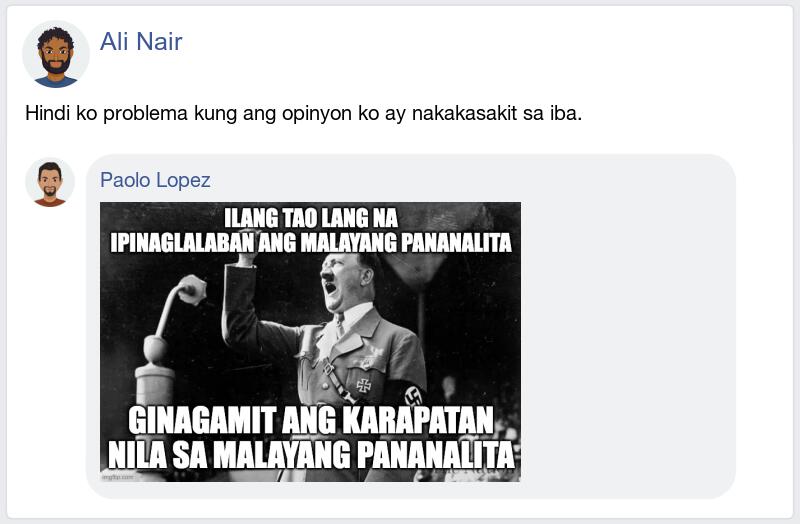 Ali Nair
Hindi ko problema kung ang opinyon ko ay nakakasakit sa iba.
Paolo Lopez
ILANG TAO LANG NA
IPINAGLALABAN ANG MALAYANG PANANALITA
GINAGAMIT ANG KARAPATAN
NILA SA MALAYANG PANANALITA
imgflip.com